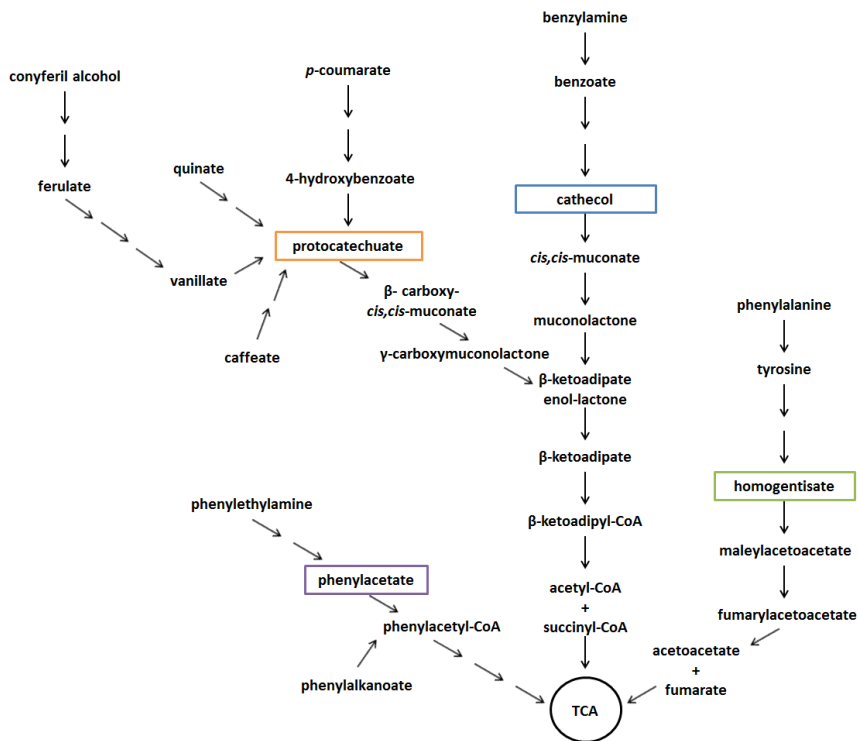 benzylamine
conyferil alcohol
p-coumarate
benzoate
quinate
ferulate
4-hydroxybenzoate
cathecol
protocatechuate
vanillate
cis,cis-muconate
β- carboxy-
cis,cis-muconate
phenylalanine
muconolactone
caffeate
γ-carboxymuconolactone
tyrosine
β-ketoadipate
enol-lactone
β-ketoadipate
homogentisate
phenylethylamine
β-ketoadipyl-CoA
maleylacetoacetate
phenylacetate
acetyl-CoA
+
succinyl-CoA
fumarylacetoacetate
phenylacetyl-CoA
acetoacetate
+
fumarate
phenylalkanoate
TCA